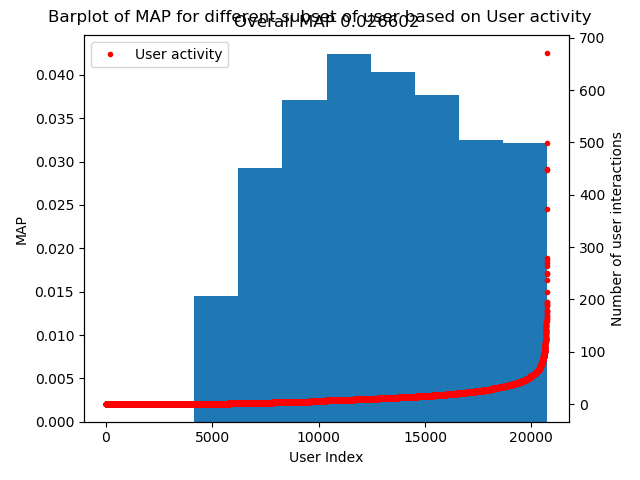 Barplot of MAP for different subset of user based on User activity
Overall MAP 0.026602
User activity
0.040
0.035
0.030
0.025
0.020
0.015
0.010
0.005
0.000
MAP
700
600
500
400
300
200
100
0
Number of user interactions
0 5000 10000 15000 20000
User Index